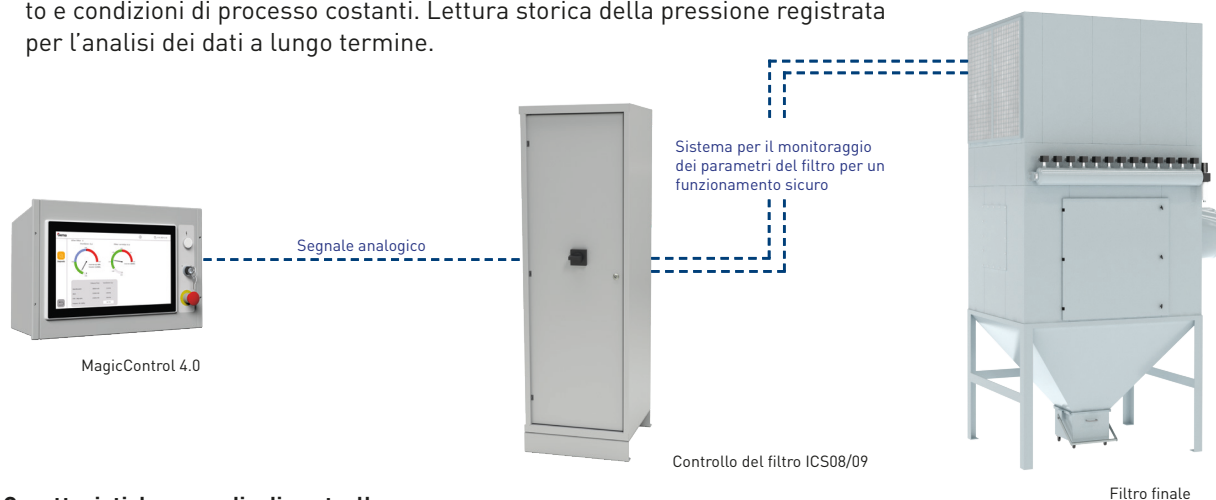 to e condizioni di processo costanti. Lettura storica della pressione registrata
per l’analisi dei dati a lungo termine.
Sistema per il monitoraggio
dei parametri del filtro per un
funzionamento sicuro
Segnale analogico
MagicControl 4.0
Controllo del filtro ICS08/09
Filtro finale